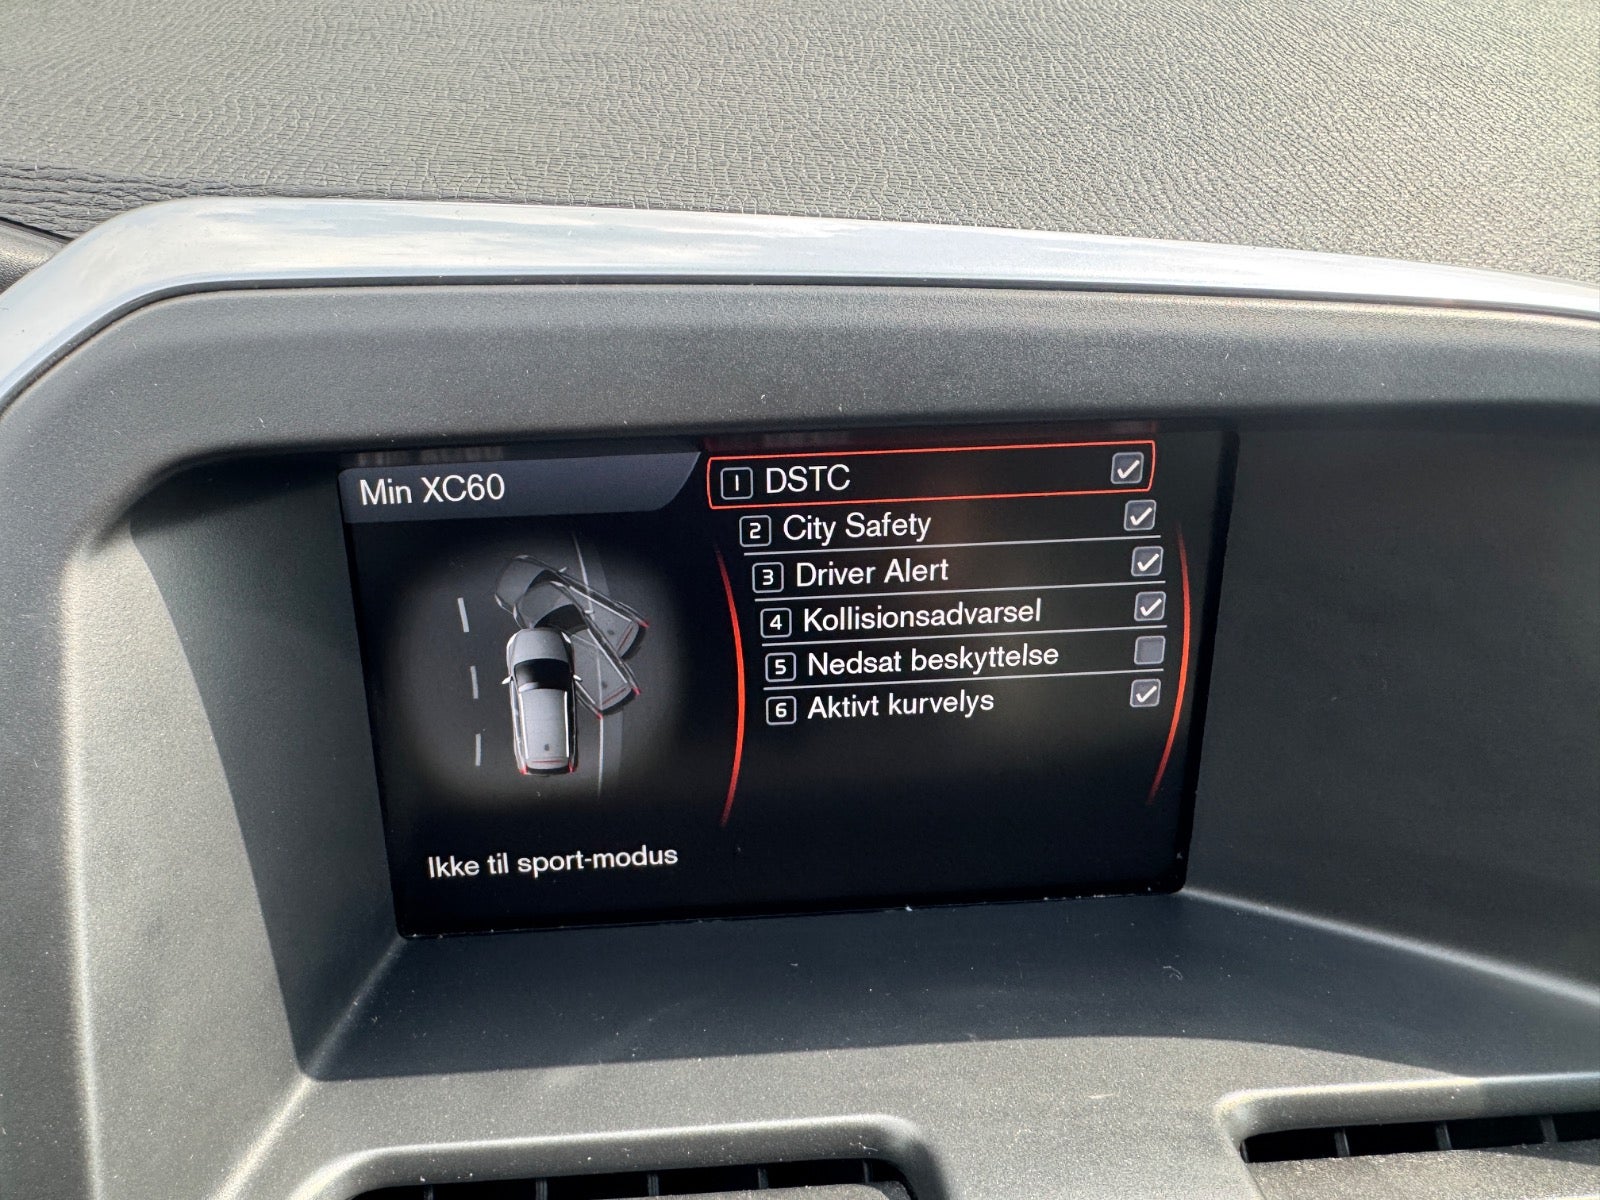 Min XC60
1 DSTC
2 City Safety
3 Driver Alert
4 Kollisionsadvarsel
5 Nedsat beskyttelse
6 Aktivt kurvelys
Ikke til sport-modus